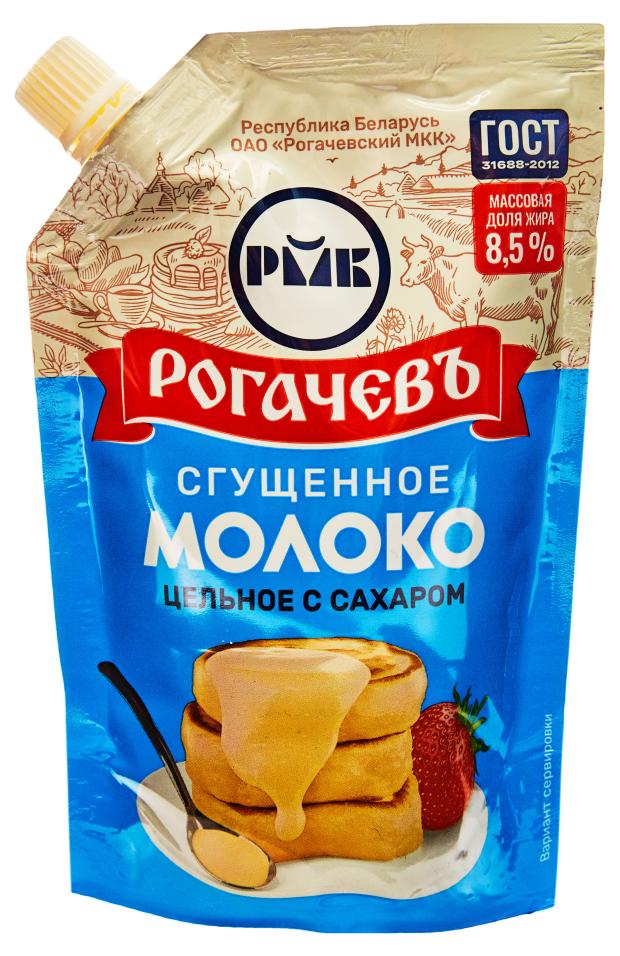 Республика Беларусь
ОАО «Рогачевский МКК»
ГОСТ
31688-2012
МАССОВАЯ
ДОЛЯ ЖИРА
8,5%
РМК
РОГАЧЕВЪ
СГУЩЕННОЕ
МОЛОКО
ЦЕЛЬНОЕ С САХАРОМ
Вариант сервировки